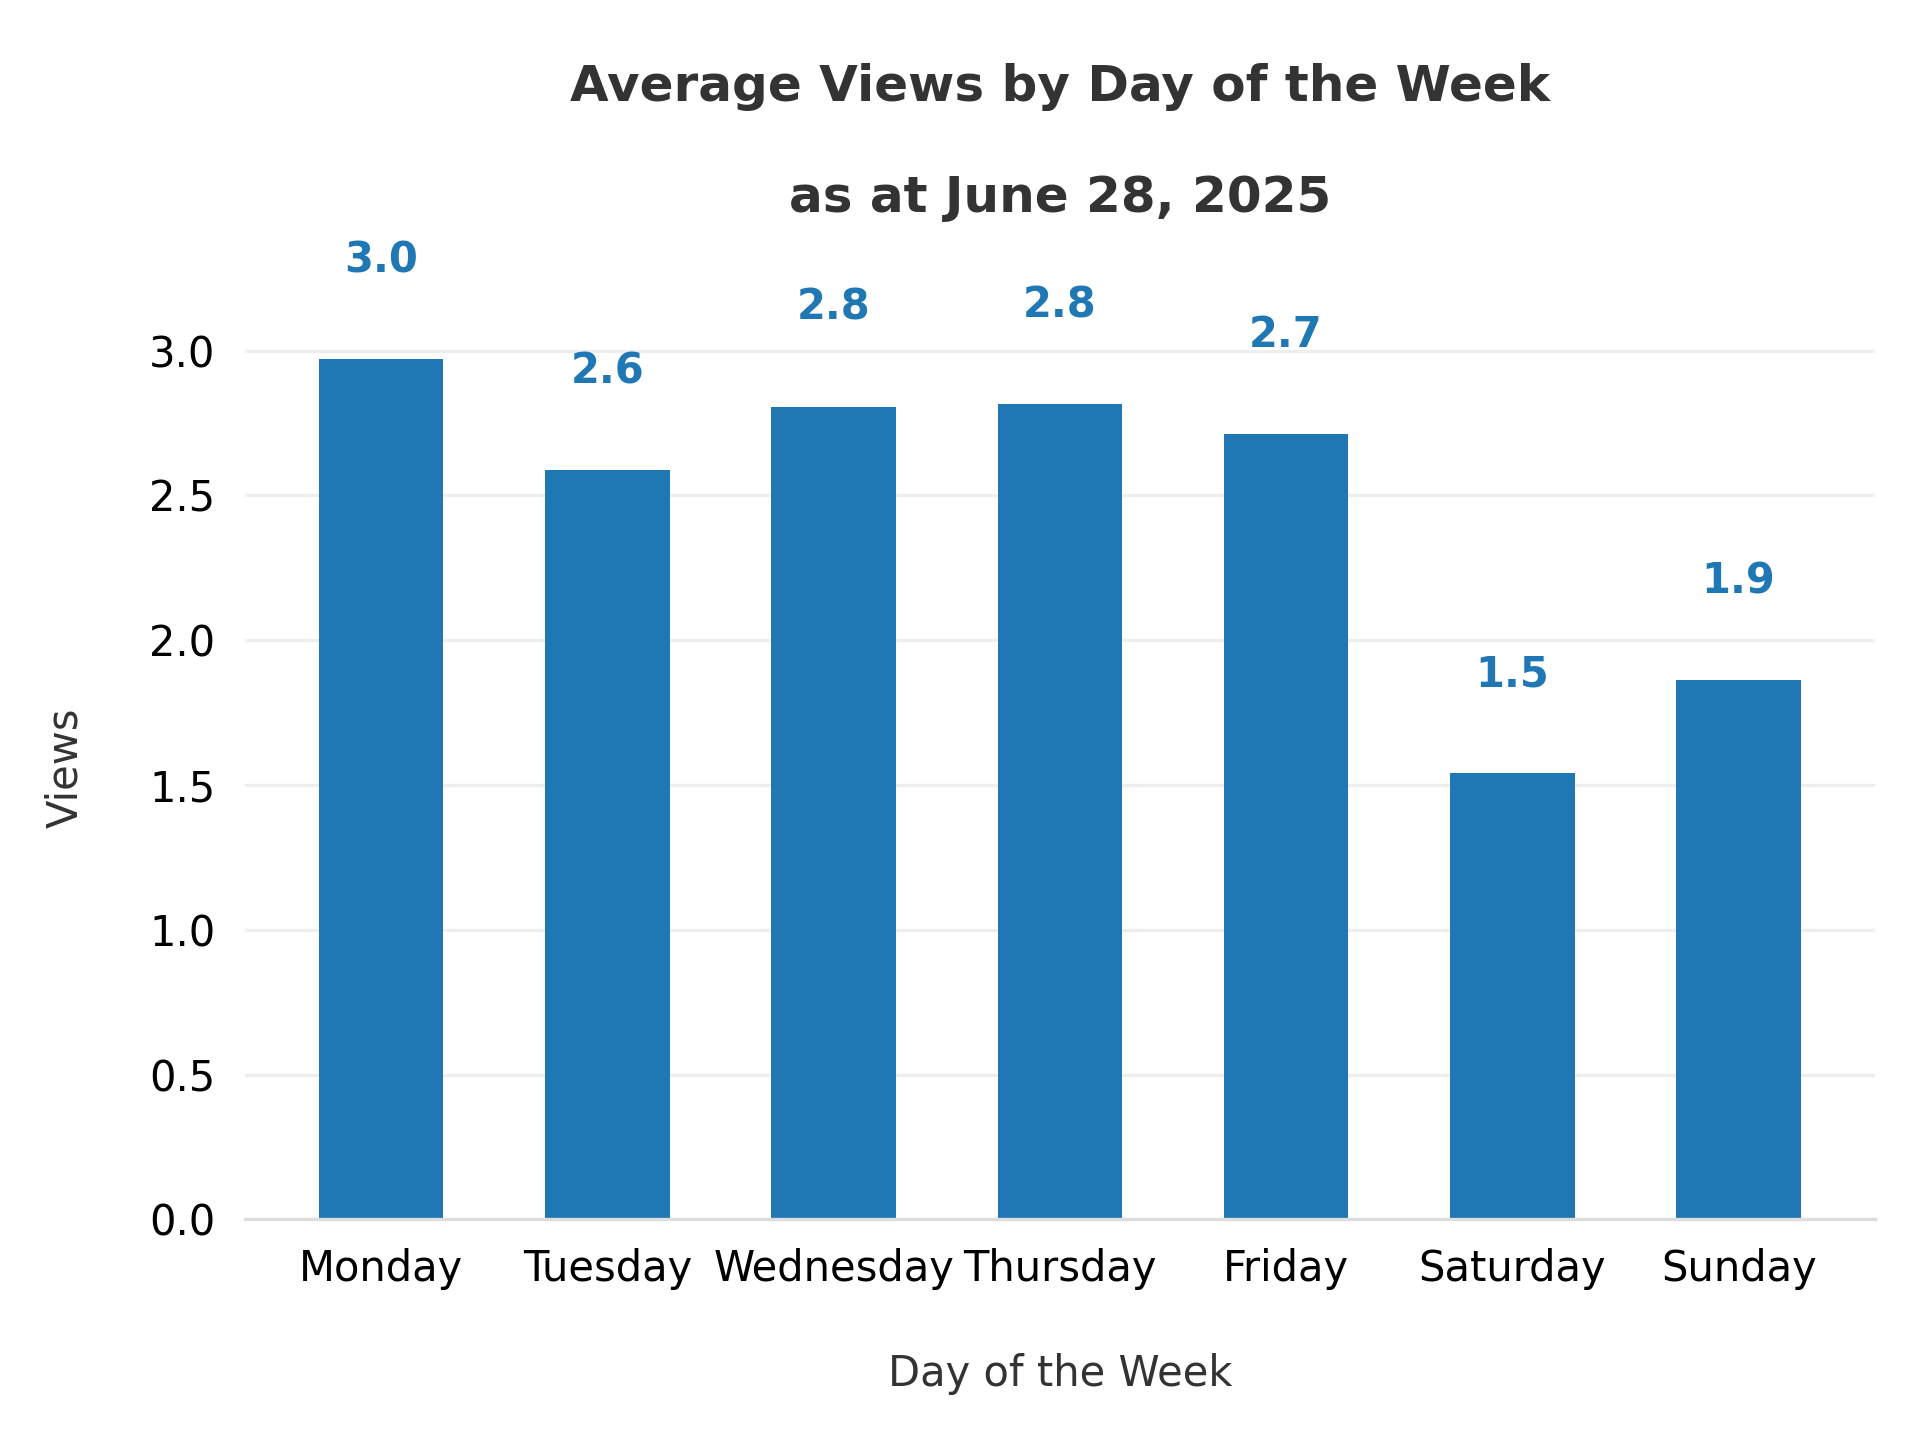 Average Views by Day of the Week
as at June 28, 2025
3.0
2.8
2.8
2.7
2.6
1.9
1.5
3.0
2.5
2.0
1.5
1.0
0.5
0.0
Views
Monday Tuesday Wednesday Thursday Friday Saturday Sunday
Day of the Week